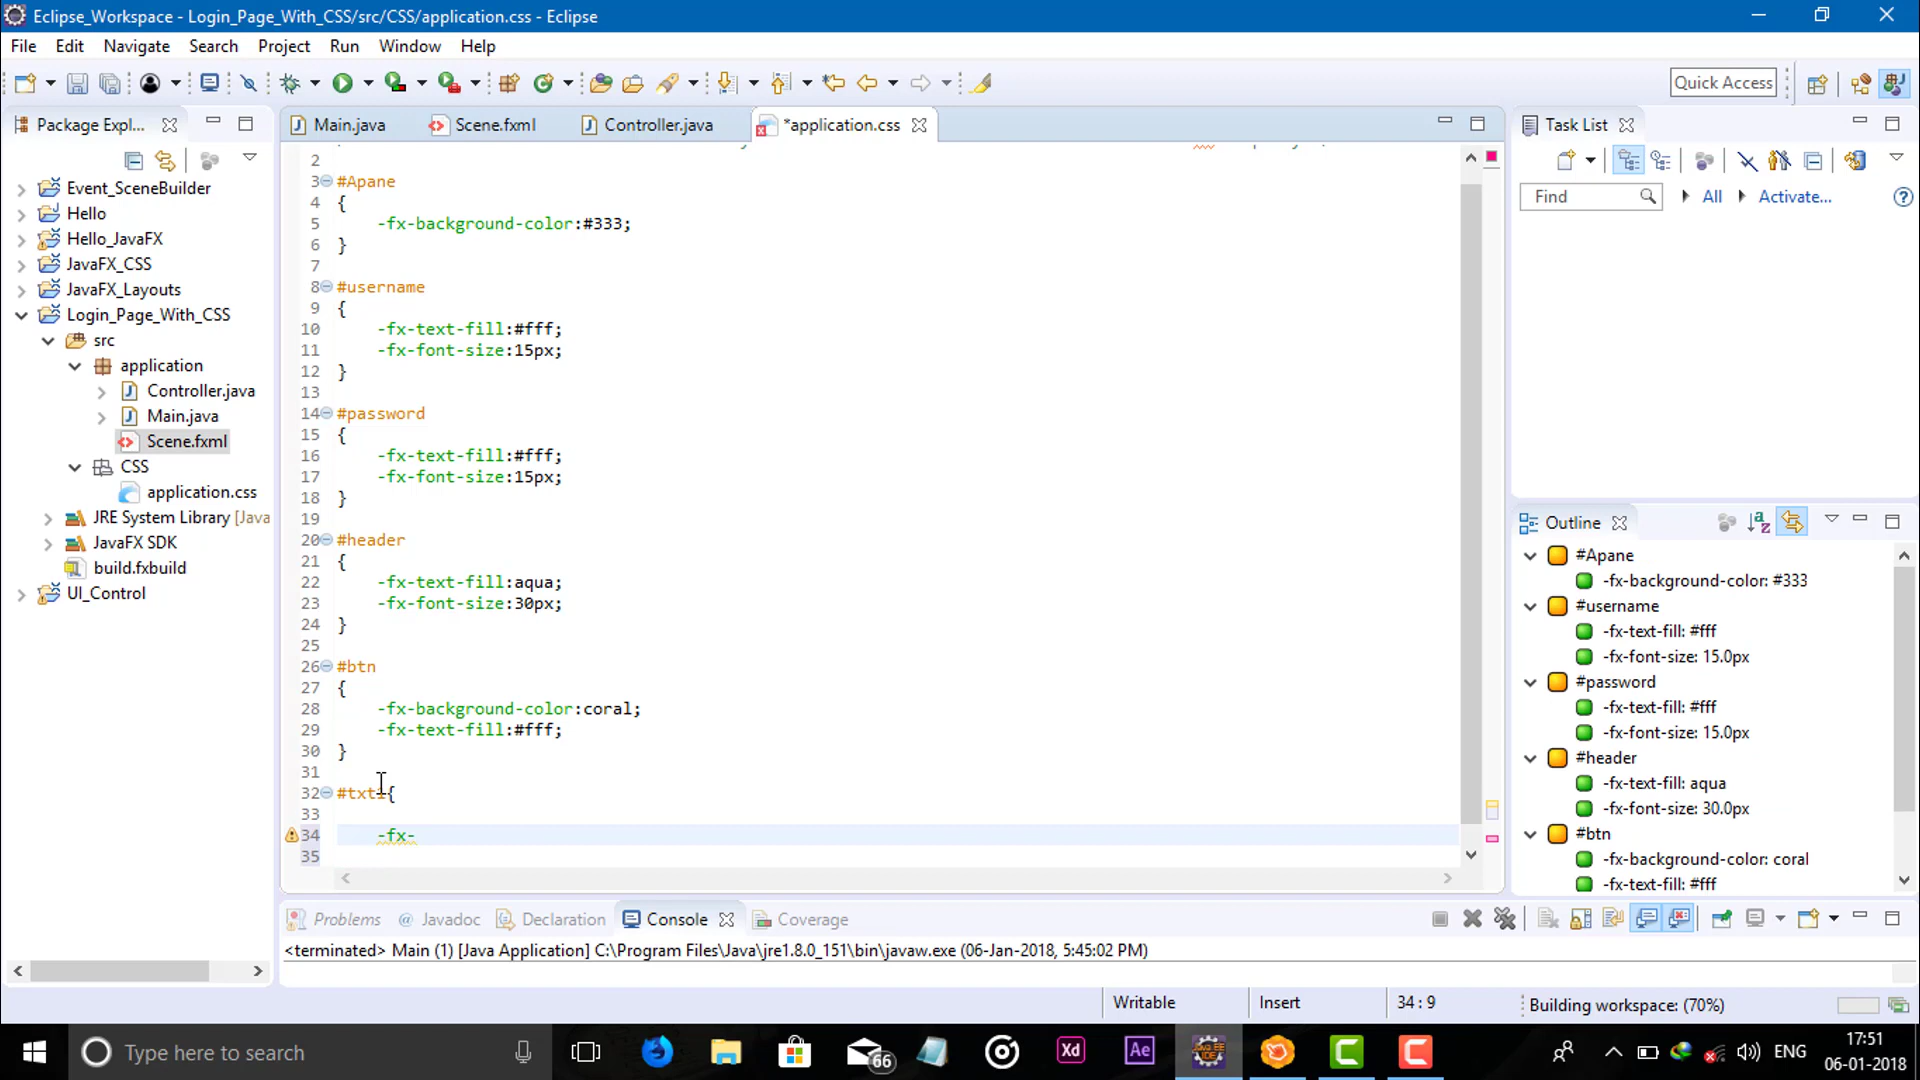 Eclipse_Workspace - Login_Page_With_CSS/src/CSS/application.css - Eclipse
File Edit Navigate Search Project Run Window Help
Quick Access
Package Expl...
Main.java
Scene.fxml
Controller.java
*application.css
Task List
Find
All
Activate...
Event_SceneBuilder
Hello
Hello_JavaFX
JavaFX_CSS
JavaFX_Layouts
Login_Page_With_CSS
src
application
Controller.java
Main.java
Scene.fxml
CSS
application.css
JRE System Library [Java
JavaFX SDK
build.fxbuild
UI_Control
2
3 #Apane
4 {
5 -fx-background-color:#333;
6 }
7
8 #username
9 {
10 -fx-text-fill:#fff;
11 -fx-font-size:15px;
12 }
13
14 #password
15 {
16 -fx-text-fill:#fff;
17 -fx-font-size:15px;
18 }
19
20 #header
21 {
22 -fx-text-fill:aqua;
23 -fx-font-size:30px;
24 }
25
26 #btn
27 {
28 -fx-background-color:coral;
29 -fx-text-fill:#fff;
30 }
31
32 #txt1{
33
34 -fx-
35
Outline
#Apane
-fx-background-color: #333
#username
-fx-text-fill: #fff
-fx-font-size: 15.0px
#password
-fx-text-fill: #fff
-fx-font-size: 15.0px
#header
-fx-text-fill: aqua
-fx-font-size: 30.0px
#btn
-fx-background-color: coral
-fx-text-fill: #fff
Problems
@ Javadoc
Declaration
Console
Coverage
<terminated> Main (1) [Java Application] C:\Program Files\Java\jre1.8.0_151\bin\javaw.exe (06-Jan-2018, 5:45:02 PM)
Writable
Insert
34 : 9
Building workspace: (70%)
Type here to search
66
Xd
Ae
JAVA EE
IDE
ENG
17:51
06-01-2018